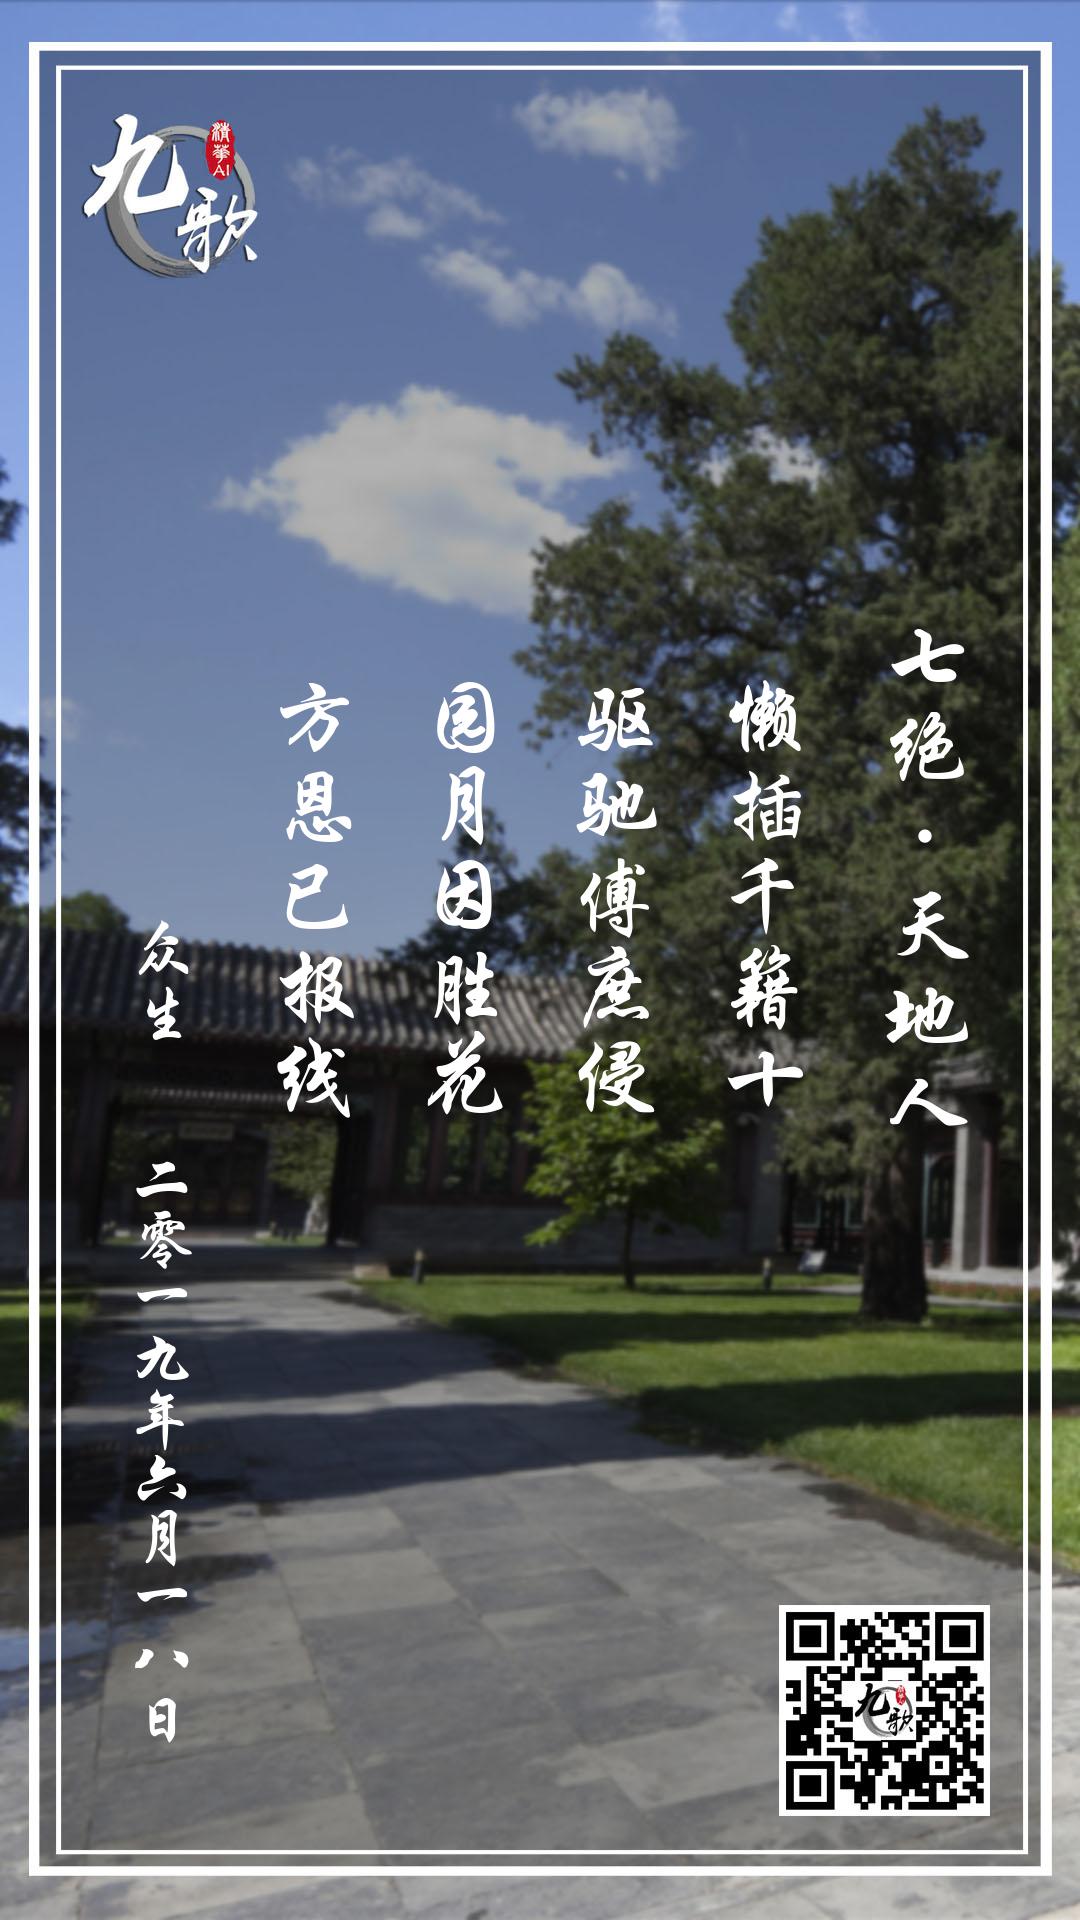 九歌
清华AI
七绝·天地人
懒插千籍十
驱驰傅庶侵
园月因胜花
方恩已报线
众生 二零一九年六月一八日
九歌